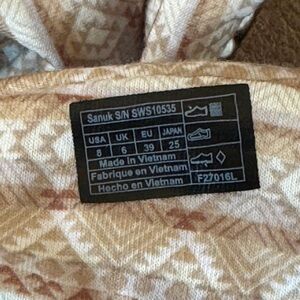 Sanuk S/N SWS10535
USA UK EU JAPAN
8 6 39 25
Made in Vietnam
Fabrique en Vietnam
Hecho en Vietnam
F27016L